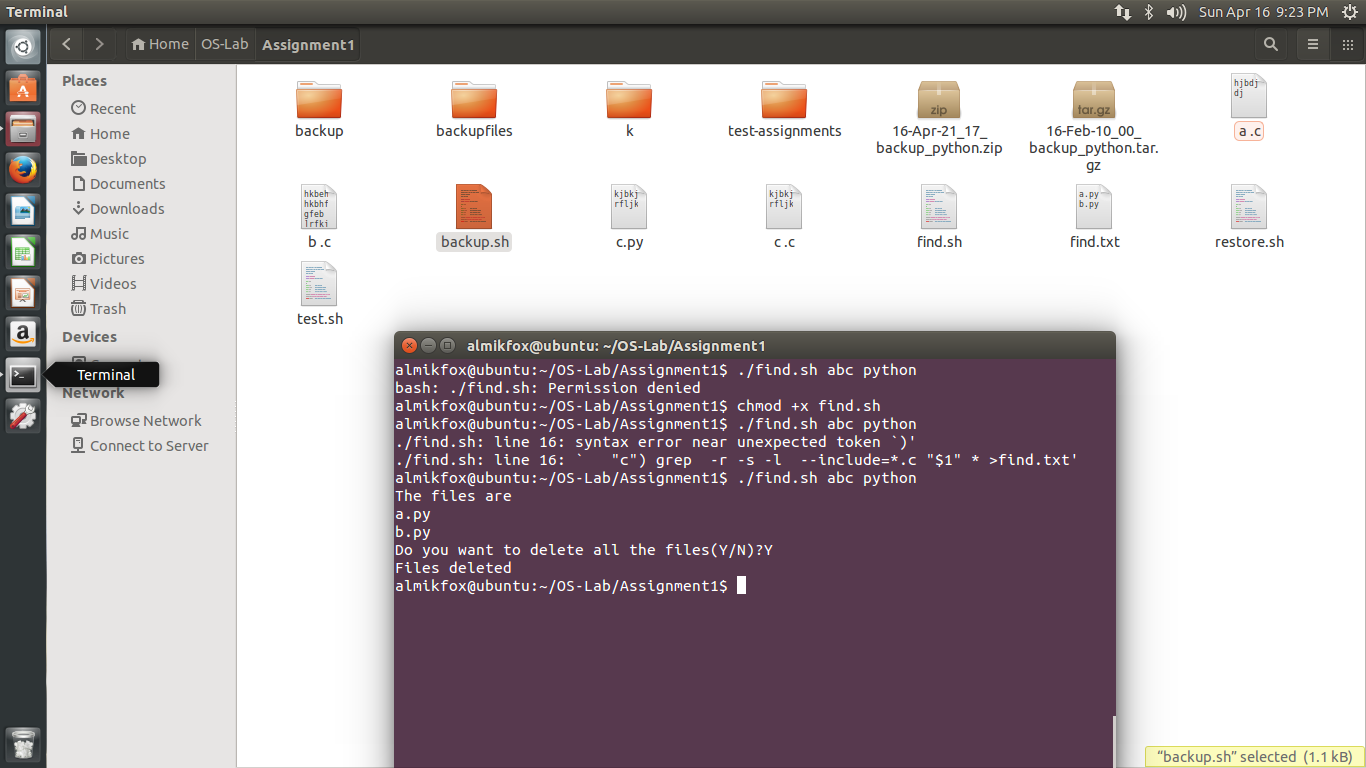 Terminal
Sun Apr 16 9:23 PM
Home OS-Lab Assignment1
Places
Recent
Home
Desktop
Documents
Downloads
Music
Pictures
Videos
Trash
Devices
Terminal
Network
Browse Network
Connect to Server
backup
backupfiles
k
test-assignments
zip
16-Apr-21_17_
backup_python.zip
tar.gz
16-Feb-10_00_
backup_python.tar.
gz
hjbdj
dj
a .c
hkbeh
hkbhf
gfeb
lrfki
b .c
backup.sh
kjbkj
rfljk
c.py
kjbkj
rfljk
c .c
find.sh
a.py
b.py
find.txt
restore.sh
test.sh
almikfox@ubuntu: ~/OS-Lab/Assignment1
almikfox@ubuntu:~/OS-Lab/Assignment1$ ./find.sh abc python
bash: ./find.sh: Permission denied
almikfox@ubuntu:~/OS-Lab/Assignment1$ chmod +x find.sh
almikfox@ubuntu:~/OS-Lab/Assignment1$ ./find.sh abc python
./find.sh: line 16: syntax error near unexpected token `)'
./find.sh: line 16: `   "c") grep  -r -s -l  --include=*.c "$1" * >find.txt'
almikfox@ubuntu:~/OS-Lab/Assignment1$ ./find.sh abc python
The files are
a.py
b.py
Do you want to delete all the files(Y/N)?Y
Files deleted
almikfox@ubuntu:~/OS-Lab/Assignment1$
“backup.sh” selected (1.1 kB)